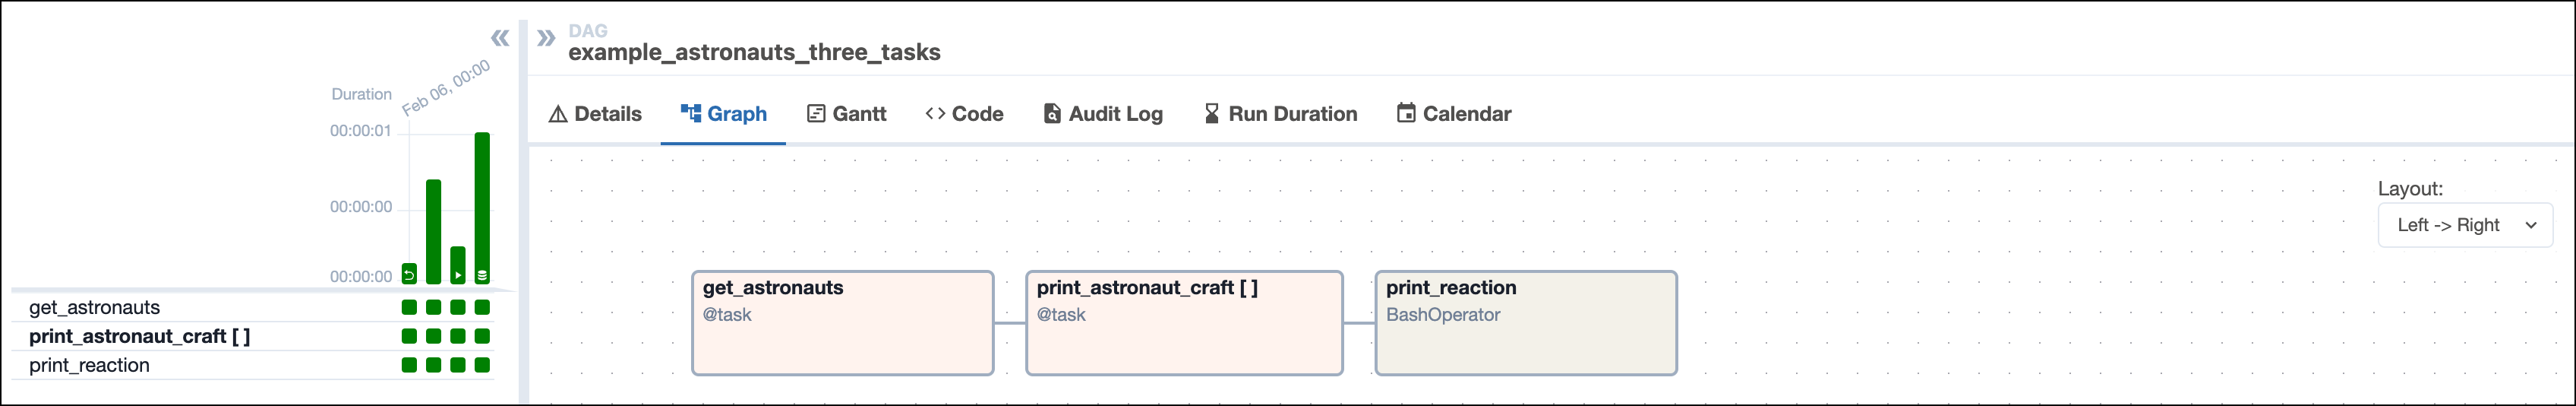 Duration
Feb 06, 00:00
00:00:01
00:00:00
00:00:00
get_astronauts
print_astronaut_craft [ ]
print_reaction
DAG
example_astronauts_three_tasks
Details
Graph
Gantt
Code
Audit Log
Run Duration
Calendar
Layout:
Left -> Right
get_astronauts
@task
print_astronaut_craft [ ]
@task
print_reaction
BashOperator